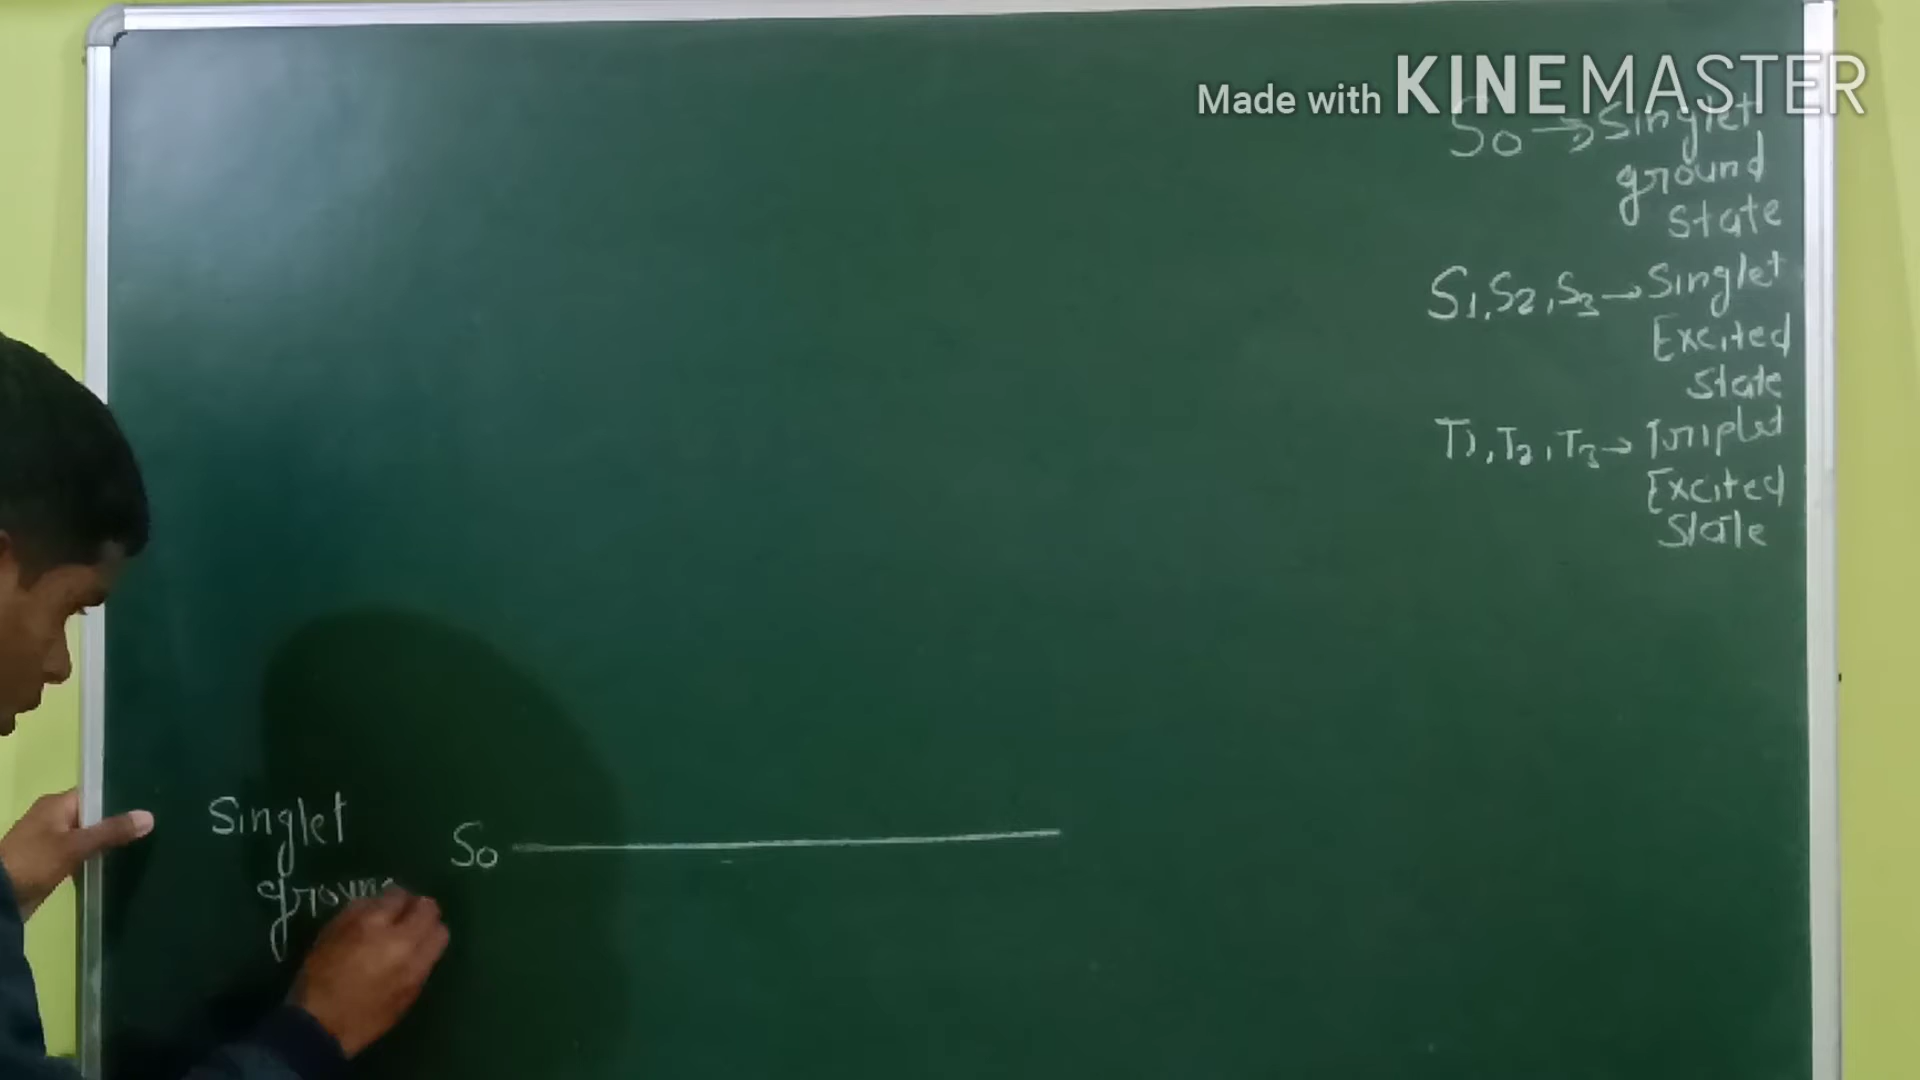 Made with KINEMASTER
S0 → Singlet
ground
State
S1, S2, S3 → Singlet
Excited
State
T1, T2, T3 → Triplet
Excited
State
Singlet
S0
groun